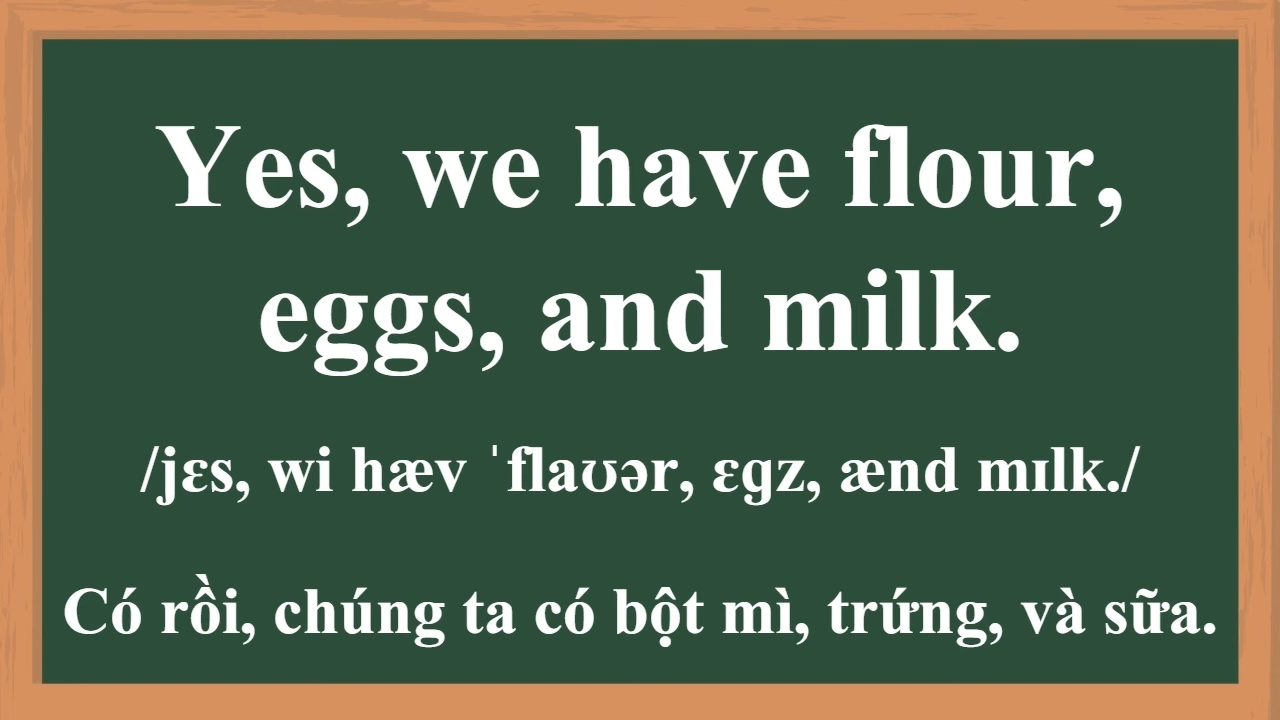 Yes, we have flour,
eggs, and milk.
/jɛs, wi hæv ˈflaʊər, ɛɡz, ænd mɪlk./
Có rồi, chúng ta có bột mì, trứng, và sữa.